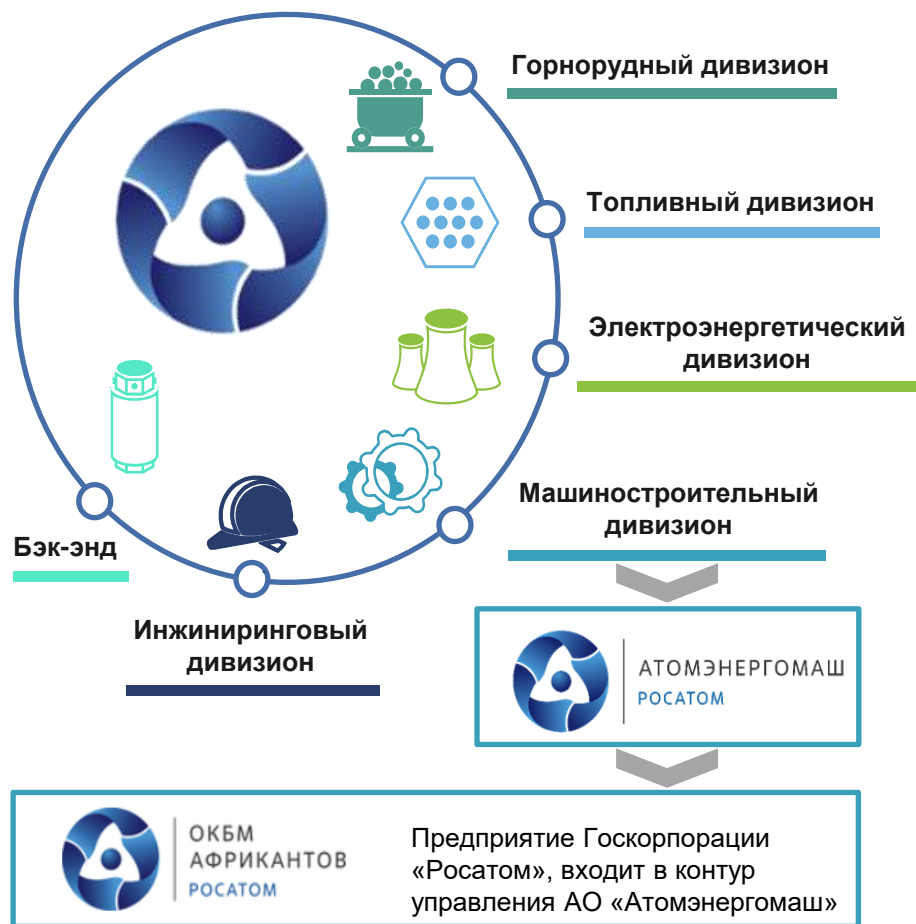 Горнорудный дивизион
Топливный дивизион
Электроэнергетический
дивизион
Машиностроительный
дивизион
Бэк-энд
Инжиниринговый
дивизион
АТОМЭНЕРГОМАШ
РОСАТОМ
ОКБМ
АФРИКАНТОВ
РОСАТОМ
Предприятие Госкорпорации
«Росатом», входит в контур
управления АО «Атомэнергомаш»